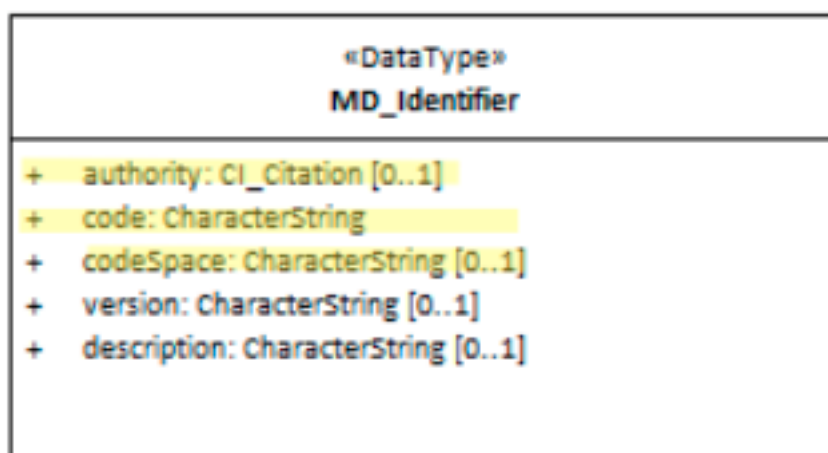 «DataType»
MD_Identifier
+ authority: CI_Citation [0..1]
+ code: CharacterString
+ codeSpace: CharacterString [0..1]
+ version: CharacterString [0..1]
+ description: CharacterString [0..1]